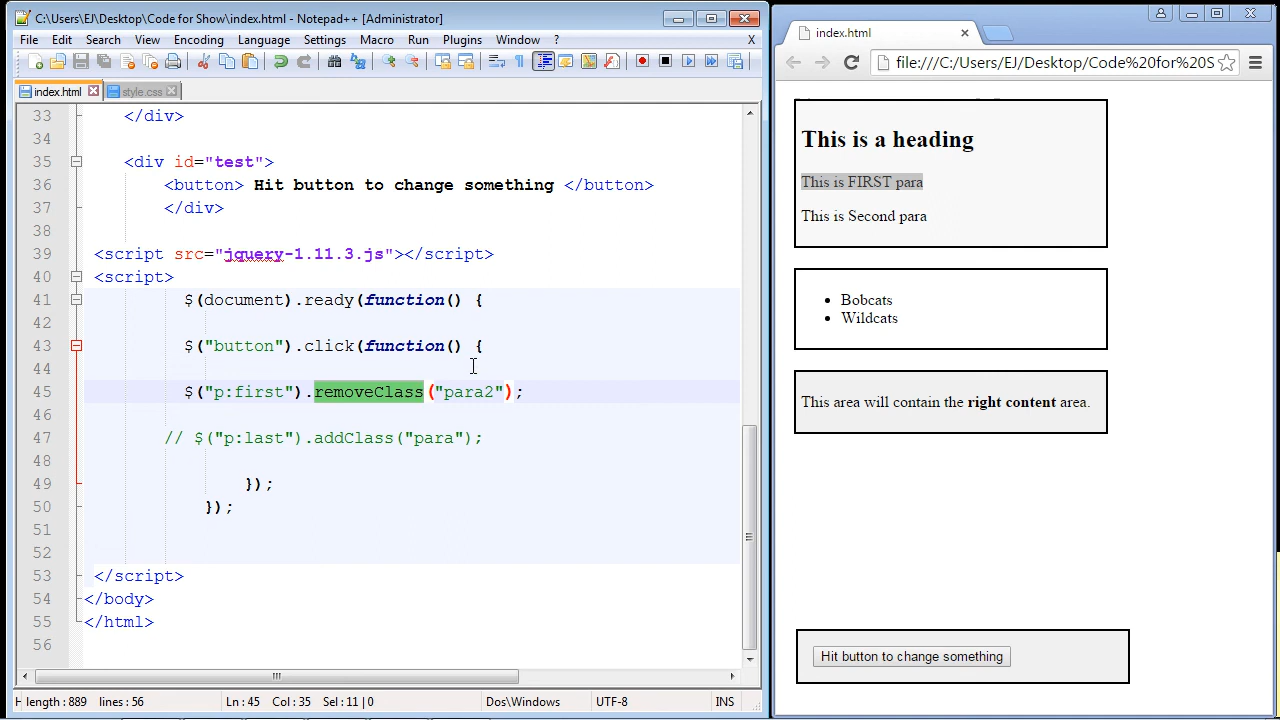 C:\Users\EJ\Desktop\Code for Show\index.html - Notepad++ [Administrator]
File Edit Search View Encoding Language Settings Macro Run Plugins Window ? X
index.html style.css
33 </div>
34
35 <div id="test">
36 <button> Hit button to change something </button>
37 </div>
38
39 <script src="jquery-1.11.3.js"></script>
40 <script>
41 $(document).ready(function() {
42
43 $("button").click(function() {
44
45 $("p:first").removeClass("para2");
46
47 // $("p:last").addClass("para");
48
49 });
50 });
51
52
53 </script>
54 </body>
55 </html>
56
length : 889 lines : 56 Ln : 45 Col : 35 Sel : 11 | 0 Dos\Windows UTF-8 INS
index.html
file:///C:/Users/EJ/Desktop/Code%20for%20S
This is a heading
This is FIRST para
This is Second para
Bobcats
Wildcats
This area will contain the right content area.
Hit button to change something